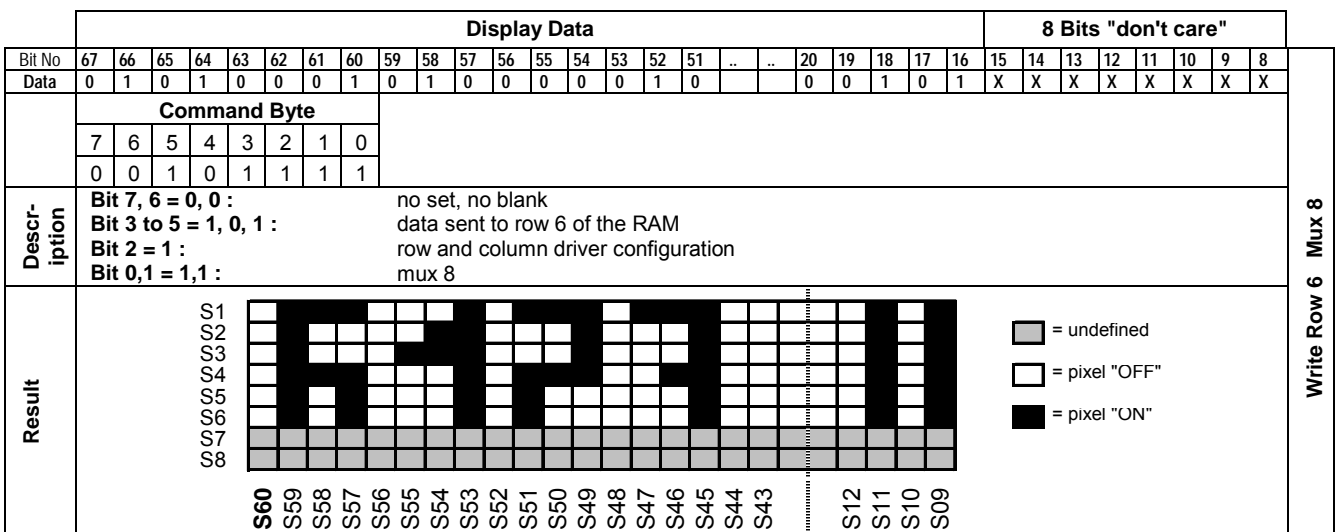 Display Data 8 Bits "don't care"
Bit No 67 66 65 64 63 62 61 60 59 58 57 56 55 54 53 52 51 .. .. 20 19 18 17 16 15 14 13 12 11 10 9 8
Data 0 1 0 1 0 0 0 1 0 1 0 0 0 0 0 1 0 0 0 1 0 1 X X X X X X X X
Command Byte
7 6 5 4 3 2 1 0
0 0 1 0 1 1 1 1
Descr-
iption
Bit 7, 6 = 0, 0 : no set, no blank
Bit 3 to 5 = 1, 0, 1 : data sent to row 6 of the RAM
Bit 2 = 1 : row and column driver configuration
Bit 0,1 = 1,1 : mux 8
Result
S1
S2
S3
S4
S5
S6
S7
S8
S60 S59 S58 S57 S56 S55 S54 S53 S52 S51 S50 S49 S48 S47 S46 S45 S44 S43 S12 S11 S10 S09
= undefined
= pixel "OFF"
= pixel "ON"
Write Row 6 Mux 8